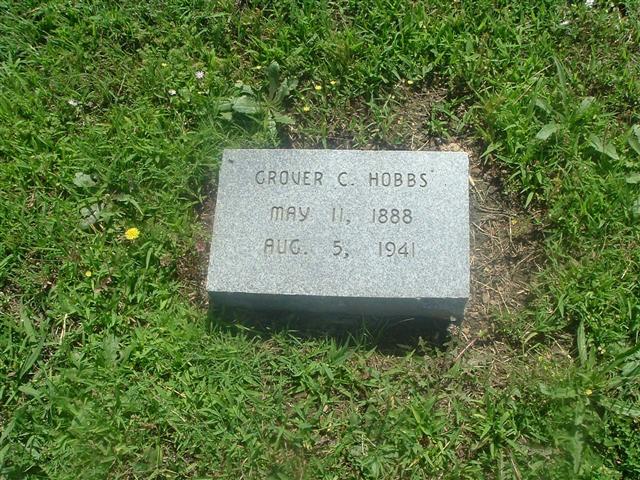 GROVER C. HOBBS
MAY 11, 1888
AUG. 5, 1941